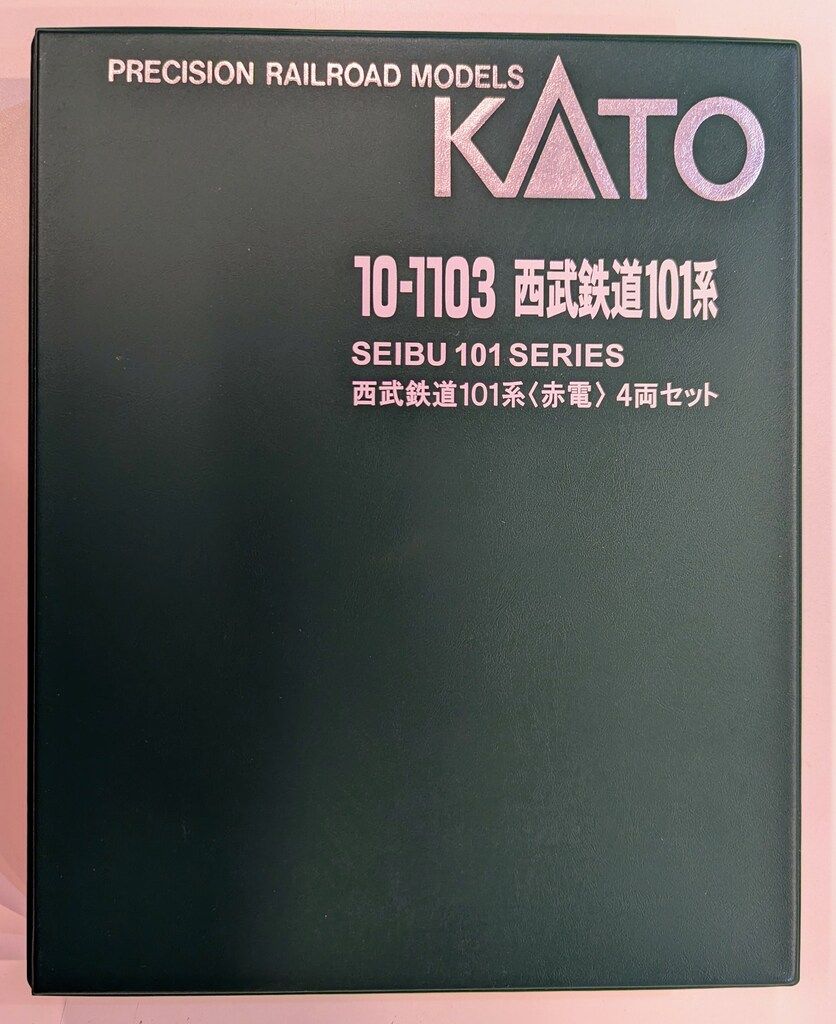 PRECISION RAILROAD MODELS
KATO
10-1103 西武鉄道101系
SEIBU 101 SERIES
西武鉄道101系〈赤電〉 4両セット